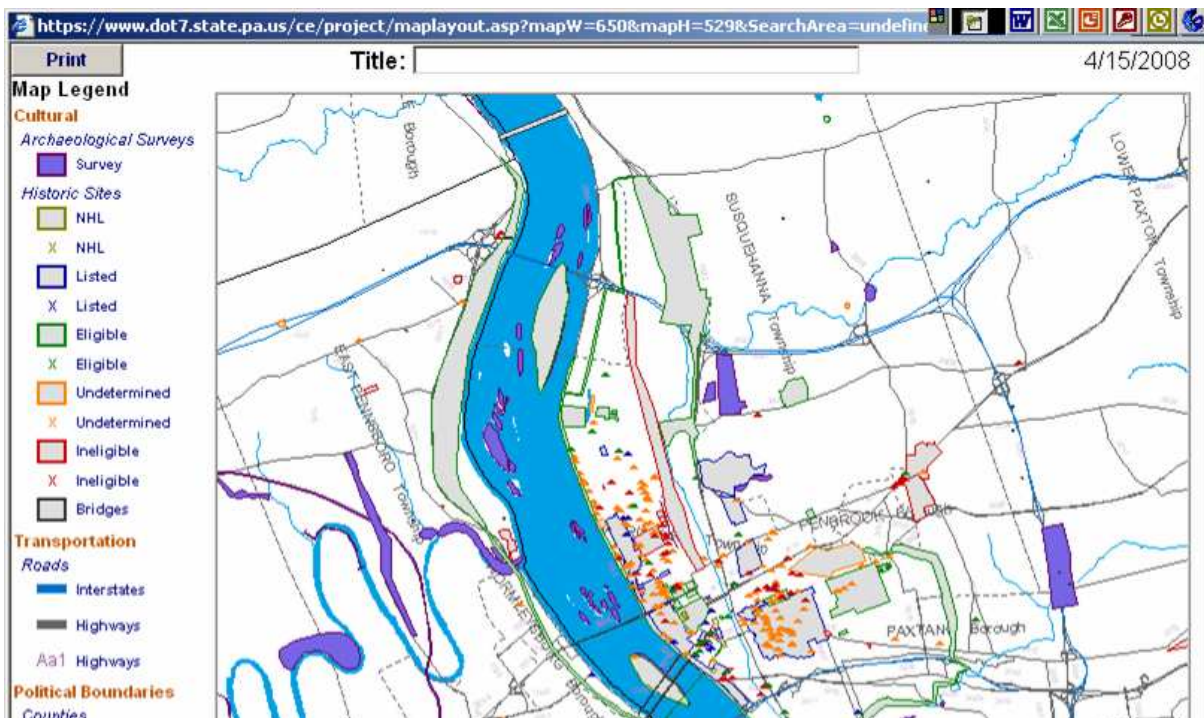 https://www.dot7.state.pa.us/ce/project/maplayout.asp?mapW=650&mapH=529&SearchArea=undefine
Print
Title:
4/15/2008
Map Legend
Cultural
Archaeological Surveys
Survey
Historic Sites
NHL
X NHL
Listed
X Listed
Eligible
X Eligible
Undetermined
X Undetermined
Ineligible
X Ineligible
Bridges
Transportation
Roads
Interstates
Highways
Aa1 Highways
Political Boundaries
Counties
Borough
SUSQUEHANNA
Township
LOWER PAXTON
Township
EAST PENNSBORO
Township
PENBROOK
Township
PAXTANG Borough